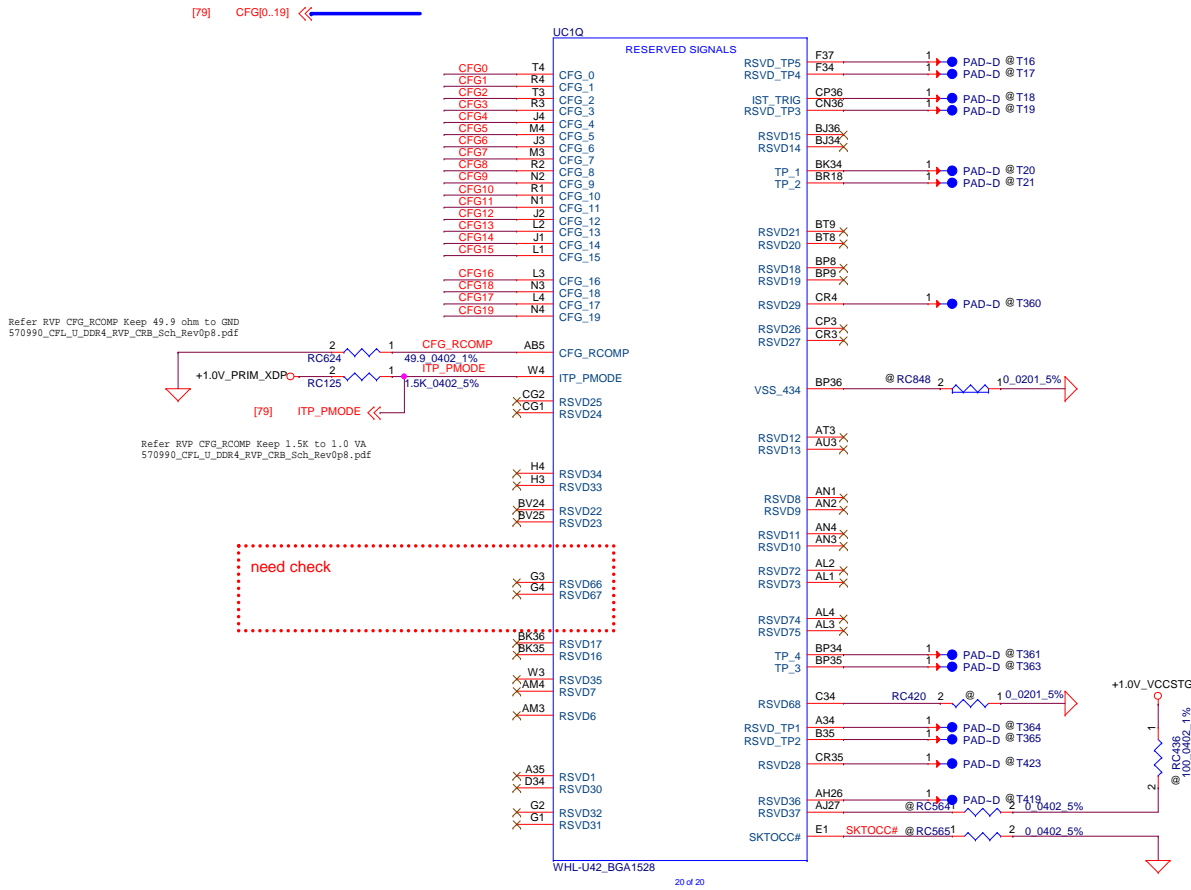 [79] CFG[0..19]
UC1Q
RESERVED SIGNALS
CFG0 T4 CFG_0
CFG1 R4 CFG_1
CFG2 T3 CFG_2
CFG3 R3 CFG_3
CFG4 J4 CFG_4
CFG5 M4 CFG_5
CFG6 J3 CFG_6
CFG7 M3 CFG_7
CFG8 R2 CFG_8
CFG9 N2 CFG_9
CFG10 R1 CFG_10
CFG11 N1 CFG_11
CFG12 J2 CFG_12
CFG13 L2 CFG_13
CFG14 J1 CFG_14
CFG15 L1 CFG_15
CFG16 L3 CFG_16
CFG18 N3 CFG_18
CFG17 L4 CFG_17
CFG19 N4 CFG_19
Refer RVP CFG_RCOMP Keep 49.9 ohm to GND
570990_CFL_U_DDR4_RVP_CRB_Sch_Rev0p8.pdf
2 1 CFG_RCOMP AB5 CFG_RCOMP
RC624 49.9_0402_1%
+1.0V_PRIM_XDP 2 1 ITP_PMODE W4 ITP_PMODE
RC125 1.5K_0402_5%
[79] ITP_PMODE
Refer RVP CFG_RCOMP Keep 1.5K to 1.0 VA
570990_CFL_U_DDR4_RVP_CRB_Sch_Rev0p8.pdf
CG2 RSVD25
CG1 RSVD24
H4 RSVD34
H3 RSVD33
BV24 RSVD22
BV25 RSVD23
need check
G3 RSVD66
G4 RSVD67
BK36 RSVD17
BK35 RSVD16
W3 RSVD35
AM4 RSVD7
AM3 RSVD6
A35 RSVD1
D34 RSVD30
G2 RSVD32
G1 RSVD31
RSVD_TP5 F37 1 PAD~D @T16
RSVD_TP4 F34 1 PAD~D @T17
IST_TRIG CP36 1 PAD~D @T18
RSVD_TP3 CN36 1 PAD~D @T19
RSVD15 BJ36
RSVD14 BJ34
TP_1 BK34 1 PAD~D @T20
TP_2 BR18 1 PAD~D @T21
RSVD21 BT9
RSVD20 BT8
RSVD18 BP8
RSVD19 BP9
RSVD29 CR4 1 PAD~D @T360
RSVD26 CP3
RSVD27 CR3
VSS_434 BP36 @RC848 2 1 0_0201_5%
RSVD12 AT3
RSVD13 AU3
RSVD8 AN1
RSVD9 AN2
RSVD11 AN4
RSVD10 AN3
RSVD72 AL2
RSVD73 AL1
RSVD74 AL4
RSVD75 AL3
TP_4 BP34 1 PAD~D @T361
TP_3 BP35 1 PAD~D @T363
RSVD68 C34 RC420 2 @ 1 0_0201_5%
RSVD_TP1 A34 1 PAD~D @T364
RSVD_TP2 B35 1 PAD~D @T365
RSVD28 CR35 1 PAD~D @T423
RSVD36 AH26 1 PAD~D @T419
RSVD37 AJ27 @RC564 1 2 0_0402_5%
SKTOCC# E1 SKTOCC# @RC565 1 2 0_0402_5%
+1.0V_VCCSTG
1 2
@ RC436
100_0402_1%
WHL-U42_BGA1528
20 of 20